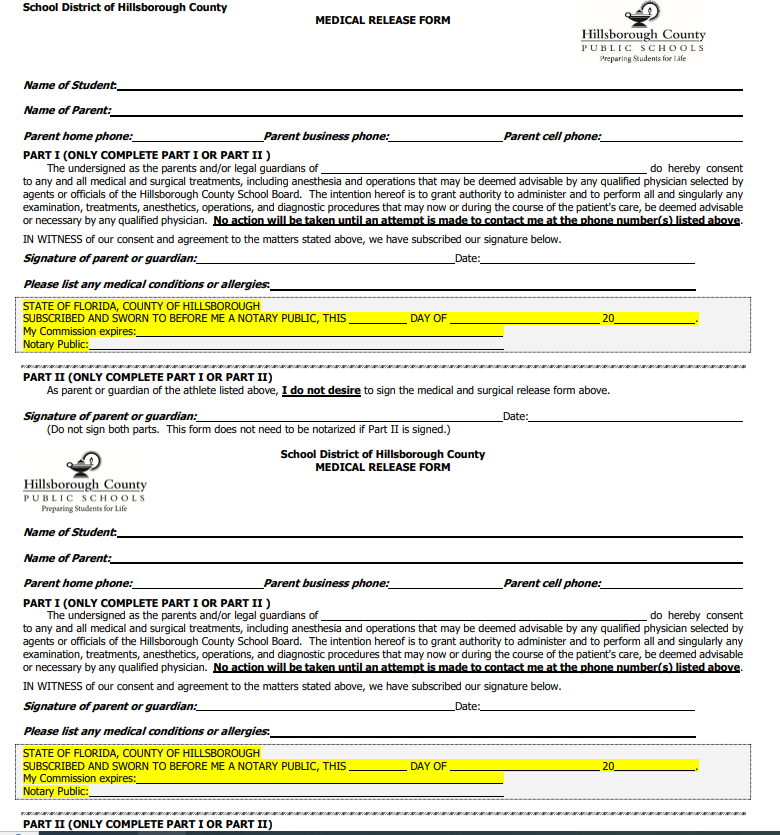 School District of Hillsborough County
MEDICAL RELEASE FORM
Hillsborough County
PUBLIC SCHOOLS
Preparing Students for Life
Name of Student:
Name of Parent:
Parent home phone: Parent business phone: Parent cell phone:
PART I (ONLY COMPLETE PART I OR PART II )
The undersigned as the parents and/or legal guardians of do hereby consent
to any and all medical and surgical treatments, including anesthesia and operations that may be deemed advisable by any qualified physician selected by
agents or officials of the Hillsborough County School Board. The intention hereof is to grant authority to administer and to perform all and singularly any
examination, treatments, anesthetics, operations, and diagnostic procedures that may now or during the course of the patient's care, be deemed advisable
or necessary by any qualified physician. No action will be taken until an attempt is made to contact me at the phone number(s) listed above.
IN WITNESS of our consent and agreement to the matters stated above, we have subscribed our signature below.
Signature of parent or guardian: Date:
Please list any medical conditions or allergies:
STATE OF FLORIDA, COUNTY OF HILLSBOROUGH
SUBSCRIBED AND SWORN TO BEFORE ME A NOTARY PUBLIC, THIS DAY OF 20 .
My Commission expires:
Notary Public:
PART II (ONLY COMPLETE PART I OR PART II)
As parent or guardian of the athlete listed above, I do not desire to sign the medical and surgical release form above.
Signature of parent or guardian: Date:
(Do not sign both parts. This form does not need to be notarized if Part II is signed.)
School District of Hillsborough County
MEDICAL RELEASE FORM
Hillsborough County
PUBLIC SCHOOLS
Preparing Students for Life
Name of Student:
Name of Parent:
Parent home phone: Parent business phone: Parent cell phone:
PART I (ONLY COMPLETE PART I OR PART II )
The undersigned as the parents and/or legal guardians of do hereby consent
to any and all medical and surgical treatments, including anesthesia and operations that may be deemed advisable by any qualified physician selected by
agents or officials of the Hillsborough County School Board. The intention hereof is to grant authority to administer and to perform all and singularly any
examination, treatments, anesthetics, operations, and diagnostic procedures that may now or during the course of the patient's care, be deemed advisable
or necessary by any qualified physician. No action will be taken until an attempt is made to contact me at the phone number(s) listed above.
IN WITNESS of our consent and agreement to the matters stated above, we have subscribed our signature below.
Signature of parent or guardian: Date:
Please list any medical conditions or allergies:
STATE OF FLORIDA, COUNTY OF HILLSBOROUGH
SUBSCRIBED AND SWORN TO BEFORE ME A NOTARY PUBLIC, THIS DAY OF 20 .
My Commission expires:
Notary Public:
PART II (ONLY COMPLETE PART I OR PART II)